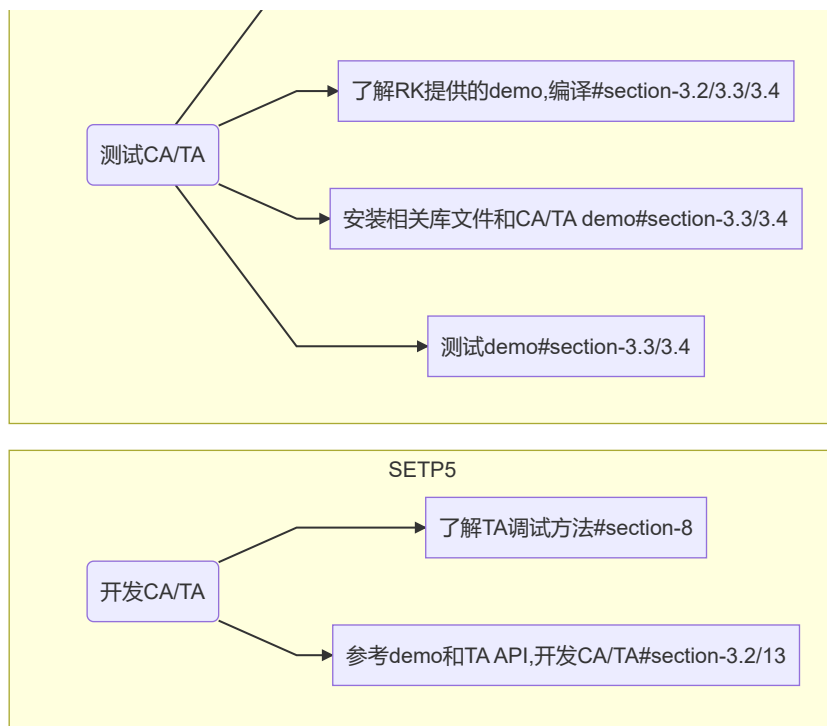 了解RK提供的demo,编译#section-3.2/3.3/3.4
测试CA/TA
安装相关库文件和CA/TA demo#section-3.3/3.4
测试demo#section-3.3/3.4
SETP5
了解TA调试方法#section-8
开发CA/TA
参考demo和TA API,开发CA/TA#section-3.2/13